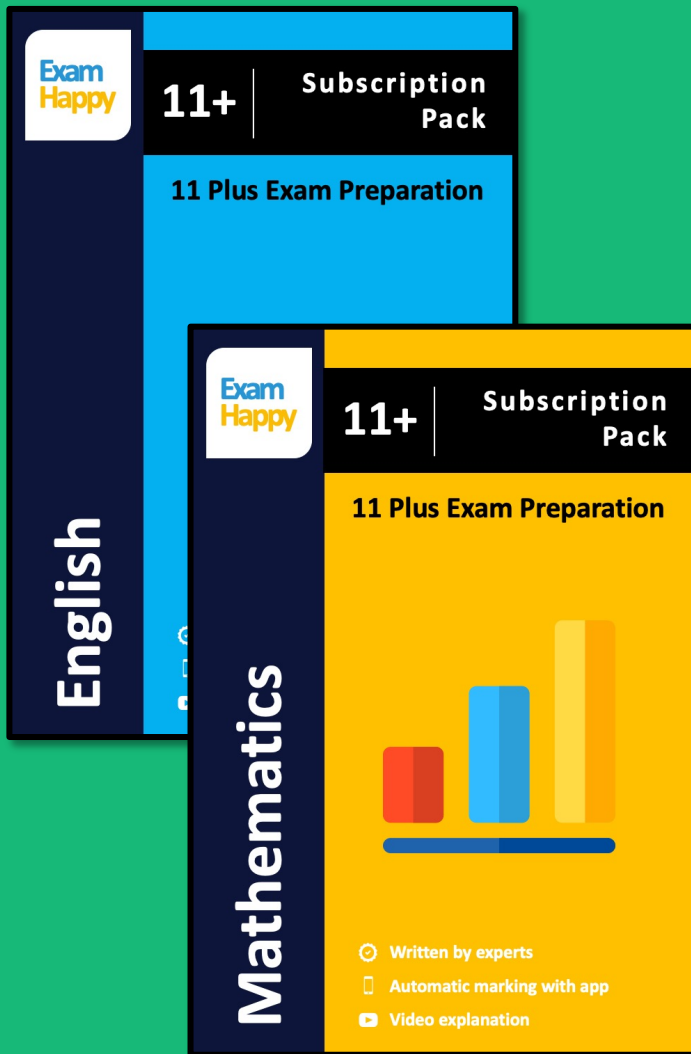 Exam
Happy
11+
Subscription
Pack
11 Plus Exam Preparation
English
Exam
Happy
11+
Subscription
Pack
11 Plus Exam Preparation
Mathematics
Written by experts
Automatic marking with app
Video explanation